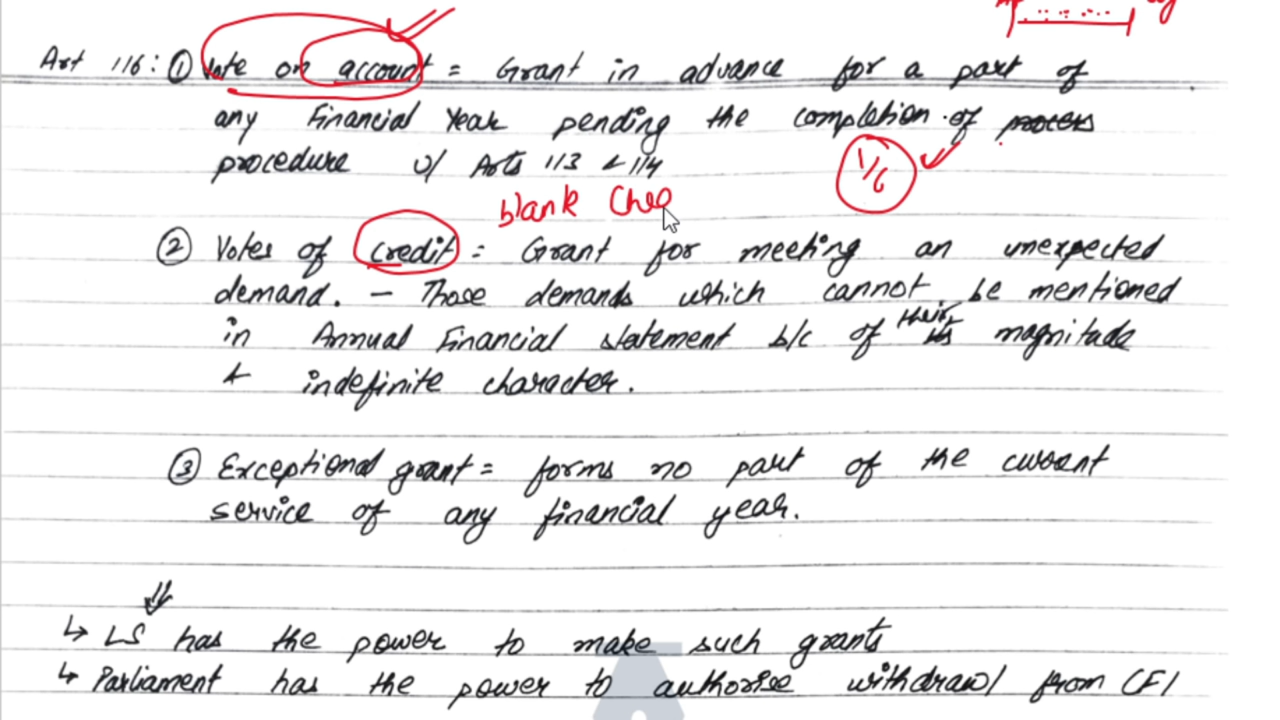 Art 116: ① Vote on account = Grant in advance for a part of
any Financial Year pending the completion of process
procedure u/ Arts 113 & 114
1/6
blank Cheq
② Votes of credit = Grant for meeting an unexpected
demand. - Those demands which cannot be mentioned
in Annual Financial statement b/c of their its magnitude
& indefinite character.
③ Exceptional grant = forms no part of the current
service of any financial year.
↳ LS has the power to make such grants
↳ Parliament has the power to authorise withdrawl from CFI